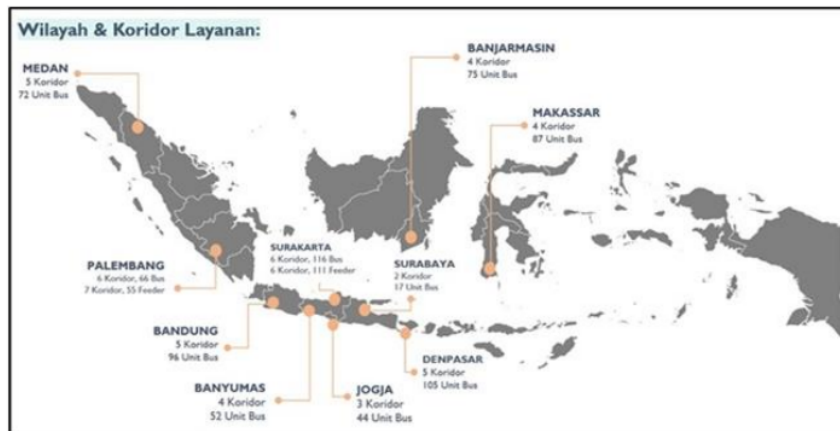 Wilayah & Koridor Layanan:
MEDAN
5 Koridor
72 Unit Bus
BANJARMASIN
4 Koridor
75 Unit Bus
MAKASSAR
4 Koridor
87 Unit Bus
PALEMBANG
6 Koridor, 66 Bus
7 Koridor, 55 Feeder
SURAKARTA
6 Koridor, 116 Bus
6 Koridor, 111 Feeder
SURABAYA
2 Koridor
17 Unit Bus
BANDUNG
5 Koridor
96 Unit Bus
BANYUMAS
4 Koridor
52 Unit Bus
JOGJA
3 Koridor
44 Unit Bus
DENPASAR
5 Koridor
105 Unit Bus